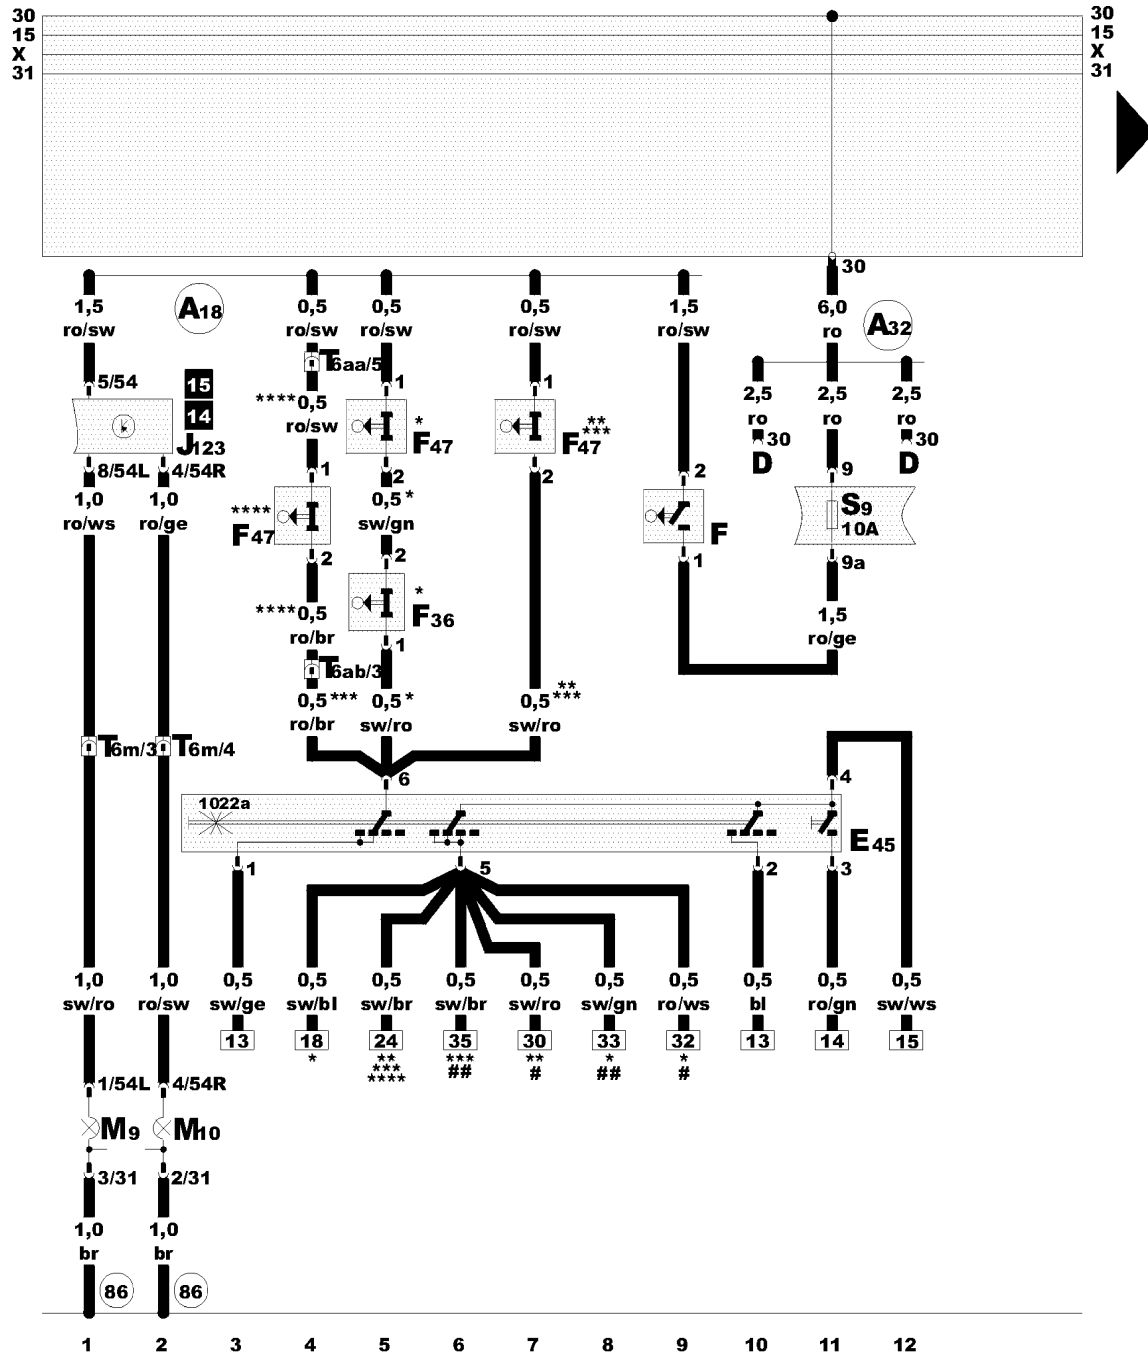 30 30
15 15
X X
31 31
30
1,5 0,5 0,5 0,5 1,5 6,0
A18 A32
ro/sw ro/sw ro/sw ro/sw ro/sw ro
T6aa/5
5/54 15 1 1
2,5 2,5 2,5
****0,5
14 * ** ro ro ro
ro/sw ***
J123 F47 F47 30 30
D D
8/54L 4/54R 1 2 2 2 9
1,0 1,0 0,5 * S9
**** 10A
ro/ws ro/ge F47 sw/gn F
2 2 1 9a
*
****0,5 F36 1,5
ro/br 1 ro/ge
T6ab/3
0,5 *** 0,5 * 0,5 **
***
ro/br sw/ro sw/ro
T6m/3 T6m/4
6 4
1022a
E45
1 5 2 3
1,0 1,0 0,5 0,5 0,5 0,5 0,5 0,5 0,5 0,5 0,5 0,5
sw/ro ro/sw sw/ge sw/bl sw/br sw/br sw/ro sw/gn ro/ws bl ro/gn sw/ws
13 18 24 35 30 33 32 13 14 15
* ** *** ** * *
*** ## # ## #
****
1/54L 4/54R
M9 M10
3/31 2/31
1,0 1,0
br br
86 86
1 2 3 4 5 6 7 8 9 10 11 12